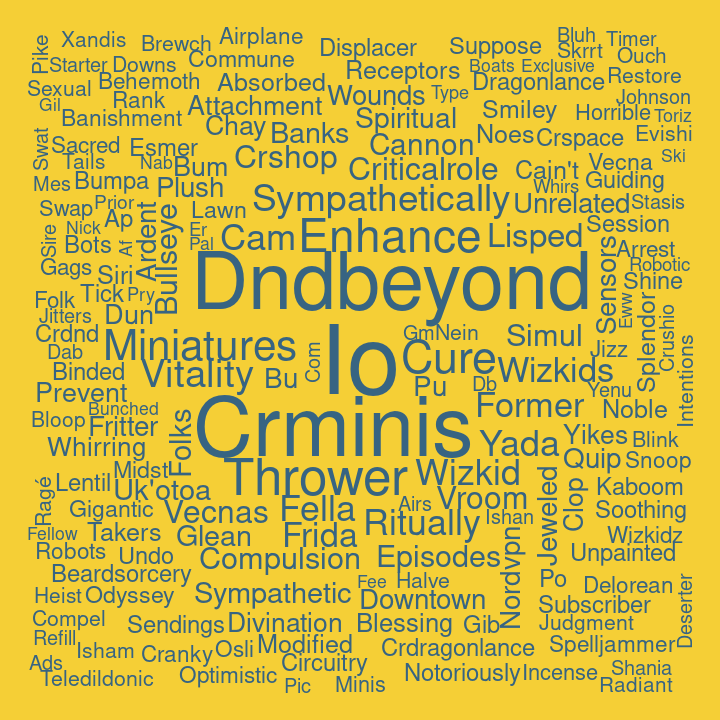 Pike
Xandis
Brewch
Airplane
Displacer
Suppose
Bluh
Timer
Skrrt
Ouch
Starter
Downs
Commune
Receptors
Boats
Exclusive
Restore
Sexual
Behemoth
Absorbed
Wounds
Type
Dragonlance
Johnson
Gil
Rank
Attachment
Spiritual
Smiley
Horrible
Toriz
Banishment
Chay
Banks
Cannon
Noes
Crspace
Evishi
Swat
Sacred
Esmer
Crshop
Criticalrole
Cain't
Vecna
Ski
Tails
Nab
Bum
Whirs
Guiding
Mes
Bumpa
Plush
Sympathetically
Unrelated
Stasis
Swap
Prior
Ap
Ardent
Bullseye
Lawn
Session
Sire
Nick
Af
Er
Pal
Cam
Enhance
Lisped
Sensors
Arrest
Bots
Robotic
Gags
Siri
Dndbeyond
Shine
Folk
Tick
Pry
Eww
Splendor
Crushio
Jitters
Dun
Io
GmNein
Simul
Crdnd
Miniatures
Com
Cure
Jizz
Intentions
Dab
Binded
Vitality
Bu
Pu
Db
Wizkids
Yenu
Prevent
Bunched
Crminis
Former
Noble
Bloop
Fritter
Folks
Yada
Yikes
Blink
Whirring
Quip
Snoop
Midst
Thrower
Wizkid
Jeweled
Clop
Kaboom
Ragé
Lentil
Uk'otoa
Vroom
Gigantic
Vecnas
Fella
Airs
Ishan
Soothing
Fellow
Takers
Glean
Frida
Ritually
Nordvpn
Wizkidz
Robots
Undo
Compulsion
Episodes
Unpainted
Beardsorcery
Fee
Halve
Po
Delorean
Deserter
Heist
Odyssey
Sympathetic
Downtown
Subscriber
Compel
Sendings
Divination
Blessing
Gib
Judgment
Refill
Isham
Cranky
Osli
Modified
Crdragonlance
Spelljammer
Ads
Circuitry
Shania
Teledildonic
Optimistic
Pic
Minis
Notoriously
Incense
Radiant